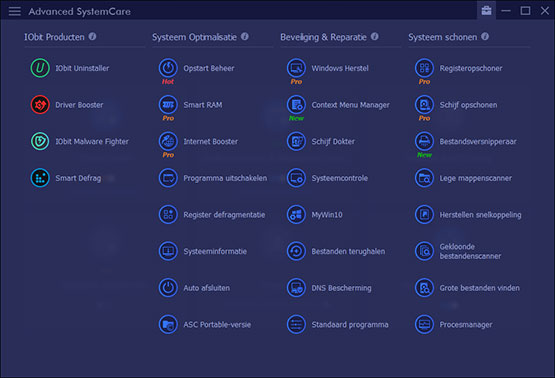 Advanced SystemCare
IObit Producten
IObit Uninstaller
Driver Booster
IObit Malware Fighter
Smart Defrag
Systeem Optimalisatie
Opstart Beheer
Hot
Smart RAM
Pro
Internet Booster
Pro
Programma uitschakelen
Register defragmentatie
Systeeminformatie
Auto afsluiten
ASC Portable-versie
Beveiliging & Reparatie
Windows Herstel
Pro
Context Menu Manager
New
Schijf Dokter
Systeemcontrole
MyWin10
Bestanden terughalen
DNS Bescherming
Standaard programma
Systeem schonen
Registeropschoner
Pro
Schijf opschonen
Pro
Bestandsversnipperaar
New
Lege mappenscanner
Herstellen snelkoppeling
Gekloonde
bestandenscanner
Grote bestanden vinden
Procesmanager